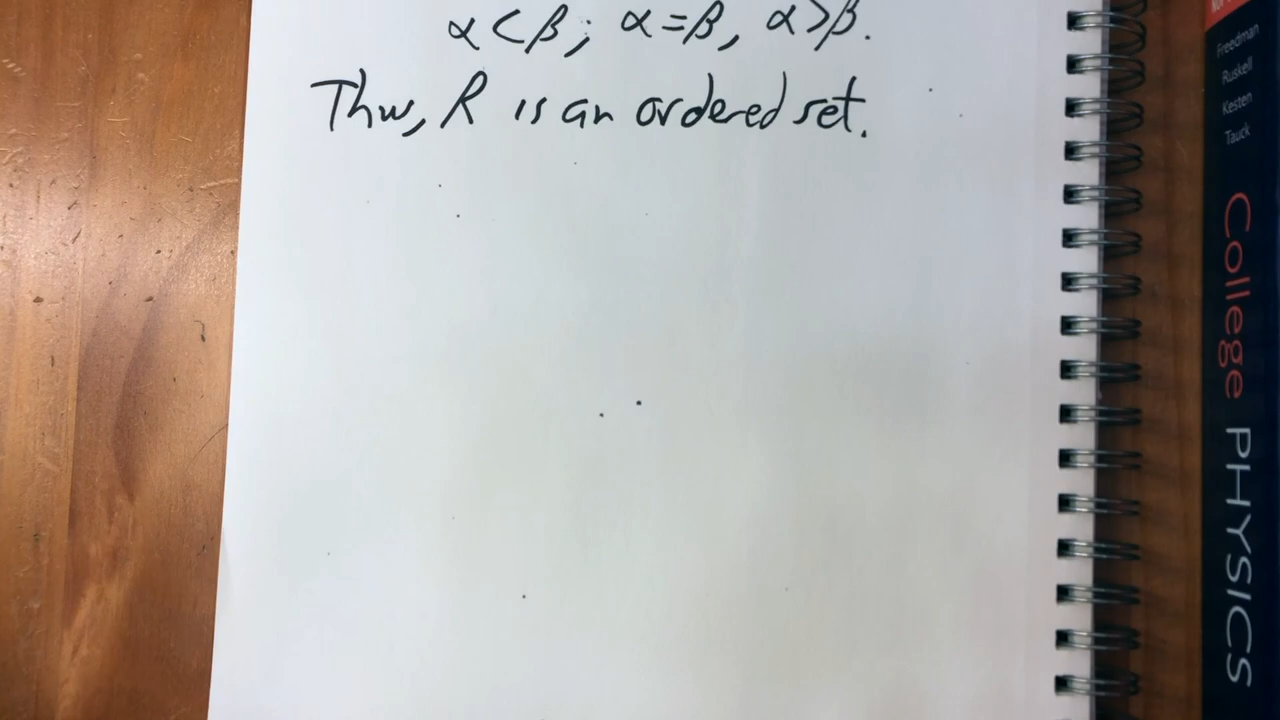 α < β; α = β, α > β.
Thus, R is an ordered set.
Freedman
Ruskell
Kesten
Tauck
College PHYSICS